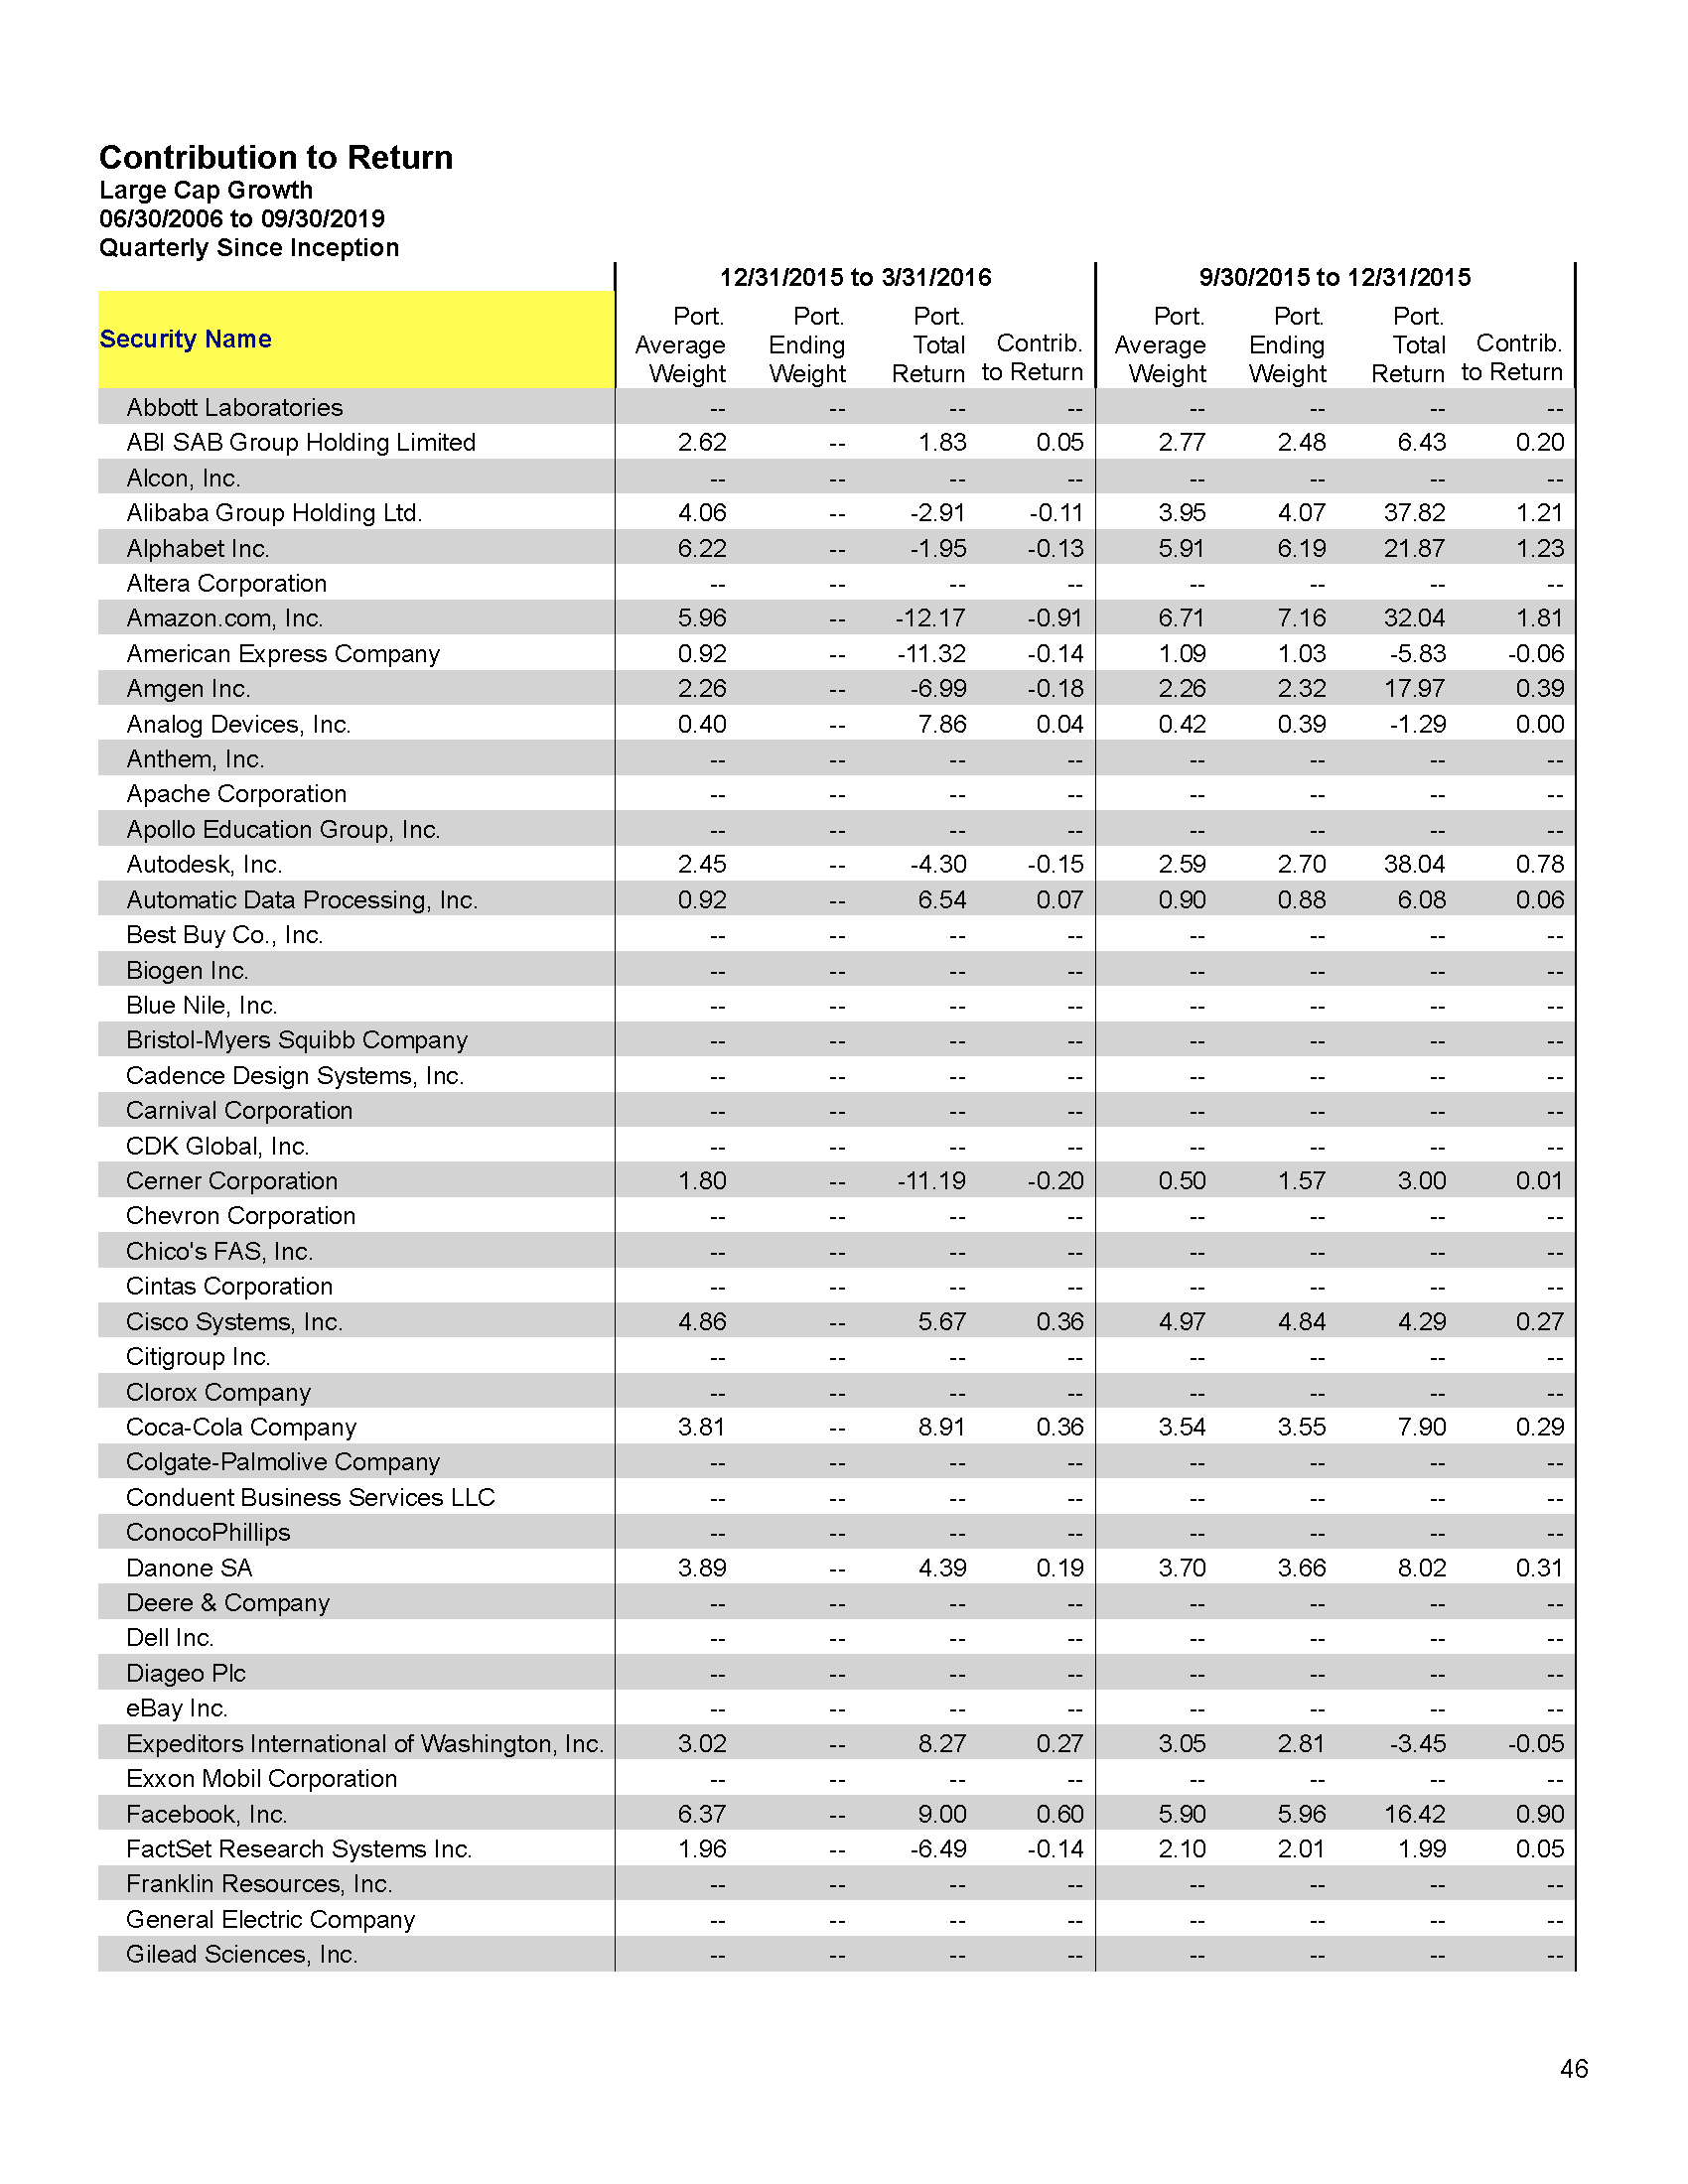 Contribution to Return
Large Cap Growth
06/30/2006 to 09/30/2019
Quarterly Since Inception
12/31/2015 to 3/31/2016 9/30/2015 to 12/31/2015
Security Name Port. Average Weight Port. Ending Weight Port. Total Return Contrib. to Return Port. Average Weight Port. Ending Weight Port. Total Return Contrib. to Return
Abbott Laboratories -- -- -- -- -- -- -- --
ABI SAB Group Holding Limited 2.62 -- 1.83 0.05 2.77 2.48 6.43 0.20
Alcon, Inc. -- -- -- -- -- -- -- --
Alibaba Group Holding Ltd. 4.06 -- -2.91 -0.11 3.95 4.07 37.82 1.21
Alphabet Inc. 6.22 -- -1.95 -0.13 5.91 6.19 21.87 1.23
Altera Corporation -- -- -- -- -- -- -- --
Amazon.com, Inc. 5.96 -- -12.17 -0.91 6.71 7.16 32.04 1.81
American Express Company 0.92 -- -11.32 -0.14 1.09 1.03 -5.83 -0.06
Amgen Inc. 2.26 -- -6.99 -0.18 2.26 2.32 17.97 0.39
Analog Devices, Inc. 0.40 -- 7.86 0.04 0.42 0.39 -1.29 0.00
Anthem, Inc. -- -- -- -- -- -- -- --
Apache Corporation -- -- -- -- -- -- -- --
Apollo Education Group, Inc. -- -- -- -- -- -- -- --
Autodesk, Inc. 2.45 -- -4.30 -0.15 2.59 2.70 38.04 0.78
Automatic Data Processing, Inc. 0.92 -- 6.54 0.07 0.90 0.88 6.08 0.06
Best Buy Co., Inc. -- -- -- -- -- -- -- --
Biogen Inc. -- -- -- -- -- -- -- --
Blue Nile, Inc. -- -- -- -- -- -- -- --
Bristol-Myers Squibb Company -- -- -- -- -- -- -- --
Cadence Design Systems, Inc. -- -- -- -- -- -- -- --
Carnival Corporation -- -- -- -- -- -- -- --
CDK Global, Inc. -- -- -- -- -- -- -- --
Cerner Corporation 1.80 -- -11.19 -0.20 0.50 1.57 3.00 0.01
Chevron Corporation -- -- -- -- -- -- -- --
Chico's FAS, Inc. -- -- -- -- -- -- -- --
Cintas Corporation -- -- -- -- -- -- -- --
Cisco Systems, Inc. 4.86 -- 5.67 0.36 4.97 4.84 4.29 0.27
Citigroup Inc. -- -- -- -- -- -- -- --
Clorox Company -- -- -- -- -- -- -- --
Coca-Cola Company 3.81 -- 8.91 0.36 3.54 3.55 7.90 0.29
Colgate-Palmolive Company -- -- -- -- -- -- -- --
Conduent Business Services LLC -- -- -- -- -- -- -- --
ConocoPhillips -- -- -- -- -- -- -- --
Danone SA 3.89 -- 4.39 0.19 3.70 3.66 8.02 0.31
Deere & Company -- -- -- -- -- -- -- --
Dell Inc. -- -- -- -- -- -- -- --
Diageo Plc -- -- -- -- -- -- -- --
eBay Inc. -- -- -- -- -- -- -- --
Expeditors International of Washington, Inc. 3.02 -- 8.27 0.27 3.05 2.81 -3.45 -0.05
Exxon Mobil Corporation -- -- -- -- -- -- -- --
Facebook, Inc. 6.37 -- 9.00 0.60 5.90 5.96 16.42 0.90
FactSet Research Systems Inc. 1.96 -- -6.49 -0.14 2.10 2.01 1.99 0.05
Franklin Resources, Inc. -- -- -- -- -- -- -- --
General Electric Company -- -- -- -- -- -- -- --
Gilead Sciences, Inc. -- -- -- -- -- -- -- --
46